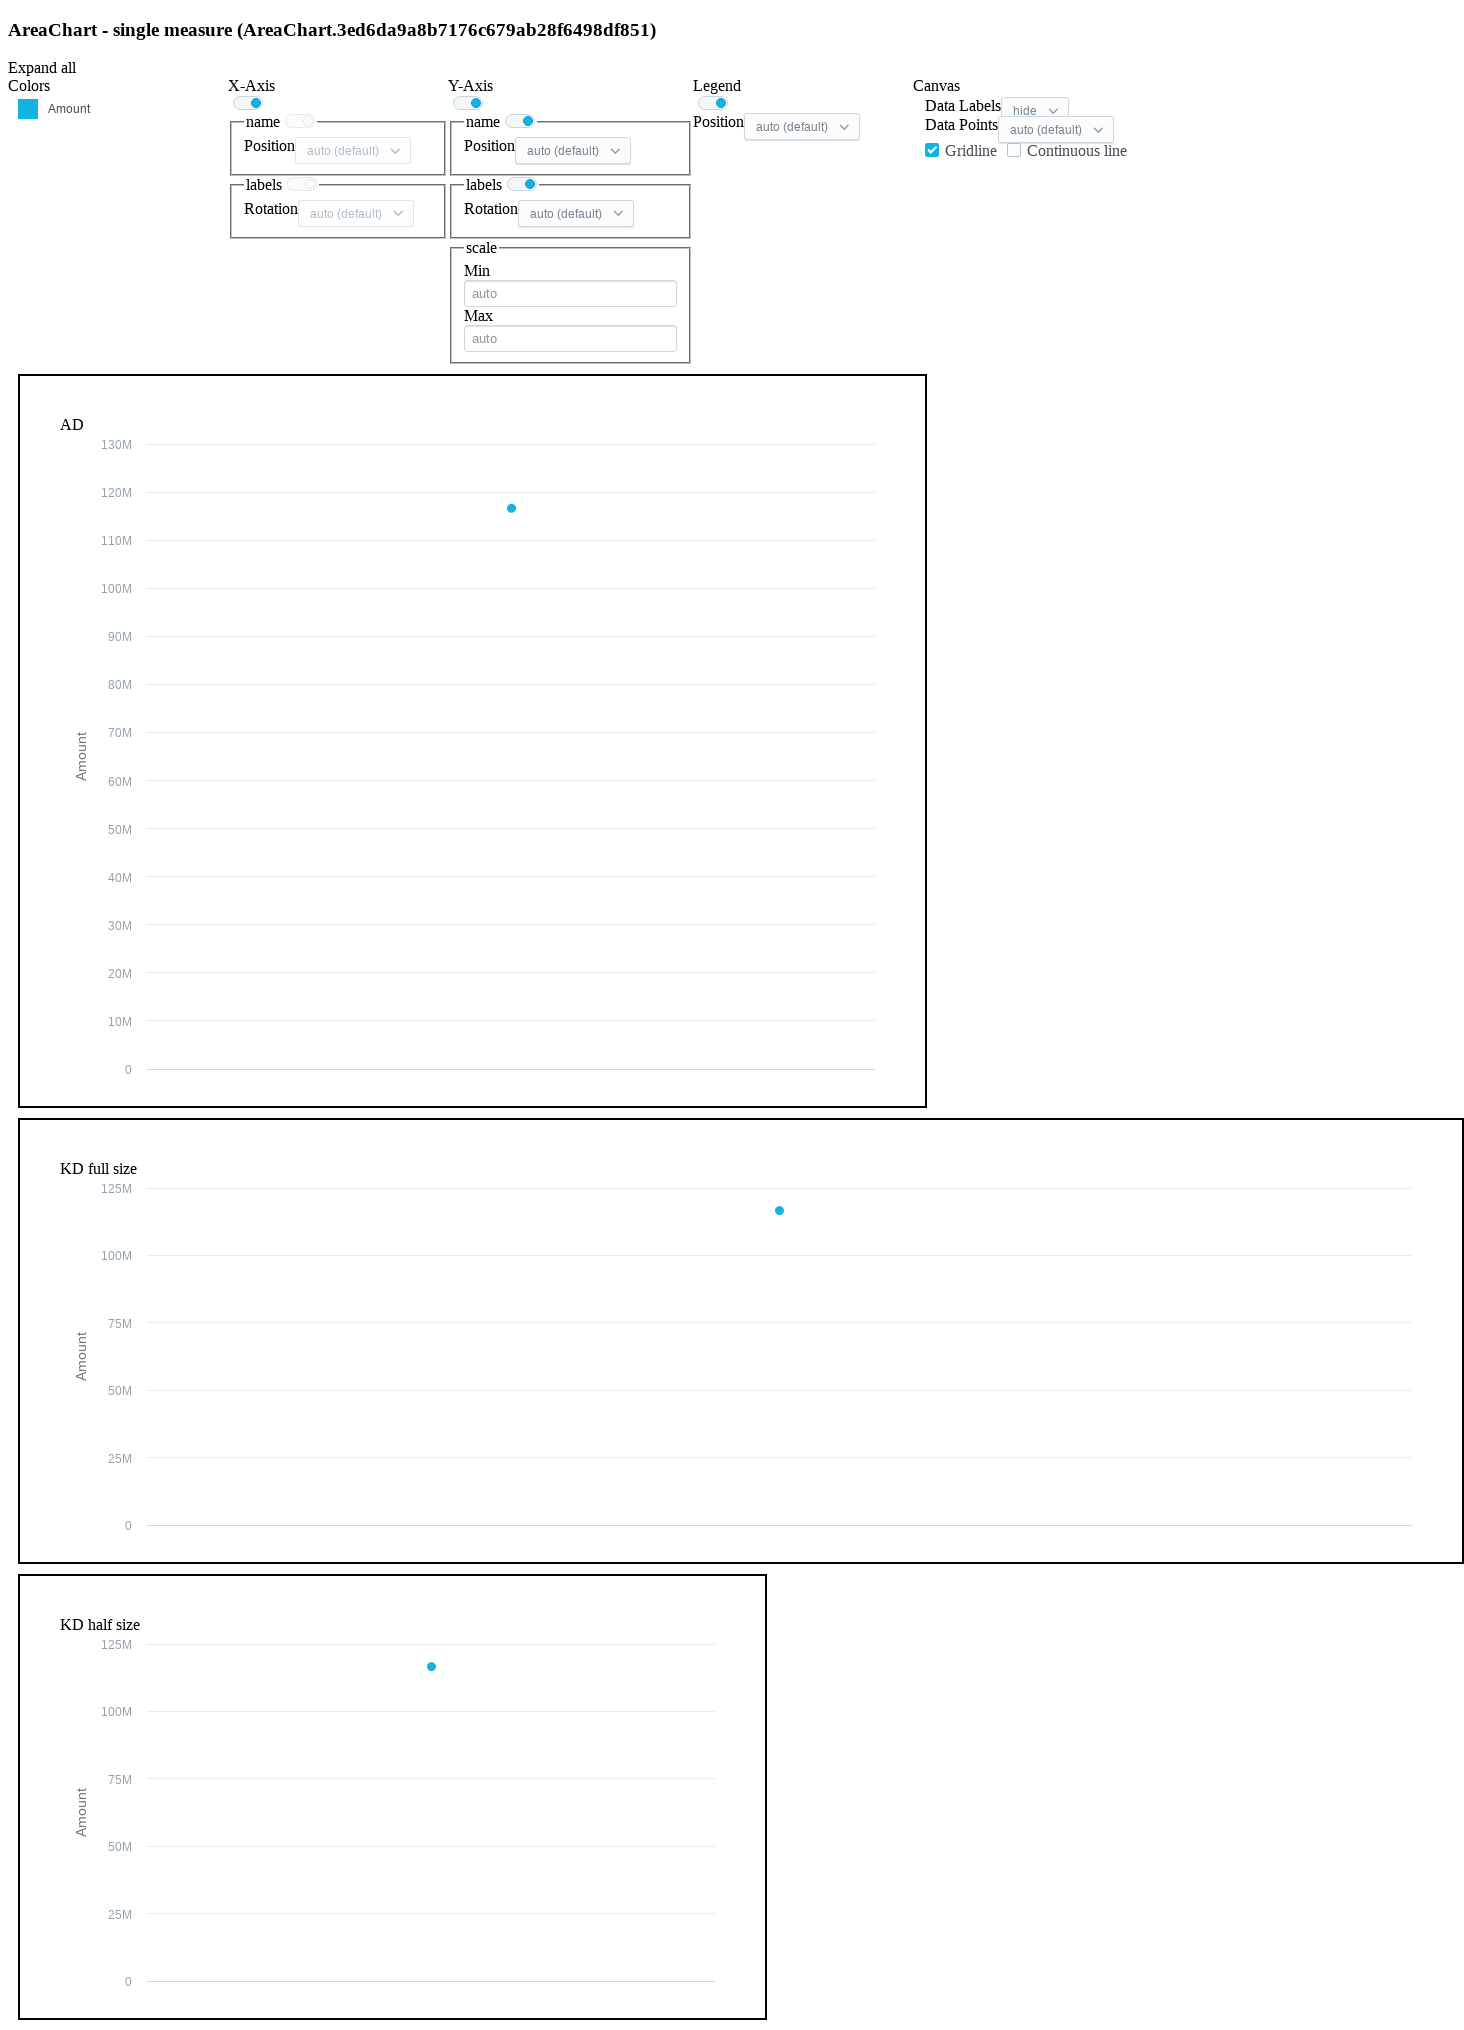 AreaChart - single measure (AreaChart.3ed6da9a8b7176c679ab28f6498df851)
Expand all
Colors
Amount
X-Axis
name
Position auto (default)
labels
Rotation auto (default)
Y-Axis
name
Position auto (default)
labels
Rotation auto (default)
scale
Min
auto
Max
auto
Legend
Position auto (default)
Canvas
Data Labels hide
Data Points auto (default)
Gridline Continuous line
AD
130M
120M
110M
100M
90M
80M
70M
60M
50M
40M
30M
20M
10M
0
Amount
KD full size
125M
100M
75M
50M
25M
0
Amount
KD half size
125M
100M
75M
50M
25M
0
Amount